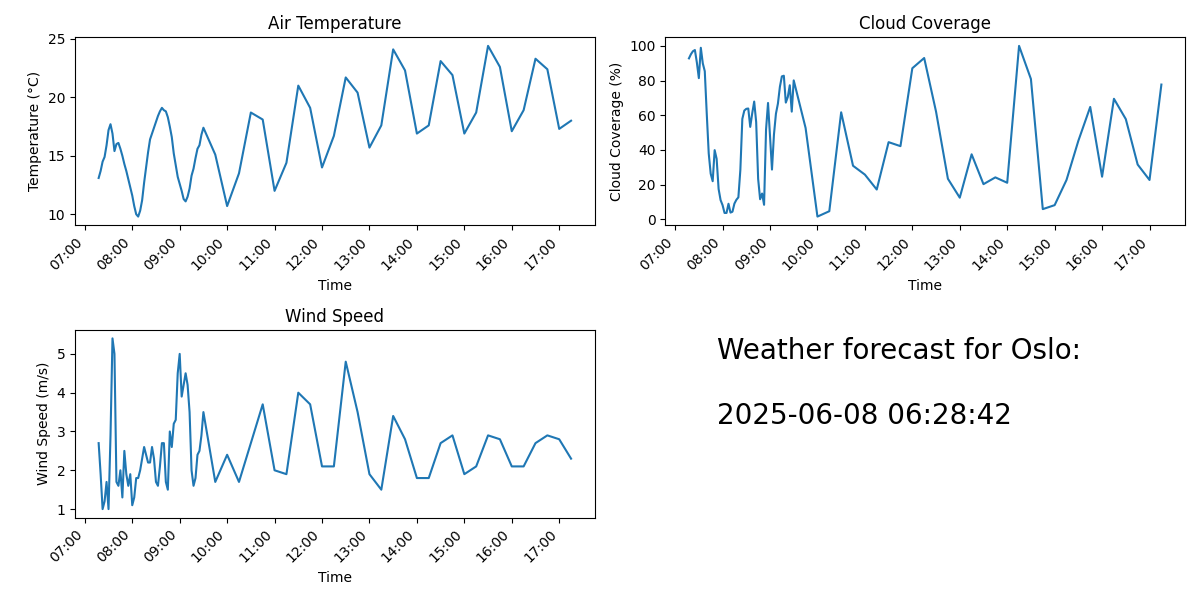 Air Temperature
Temperature (°C)
25
20
15
10
07:00 08:00 09:00 10:00 11:00 12:00 13:00 14:00 15:00 16:00 17:00
Time
Cloud Coverage
Cloud Coverage (%)
100
80
60
40
20
0
07:00 08:00 09:00 10:00 11:00 12:00 13:00 14:00 15:00 16:00 17:00
Time
Wind Speed
Wind Speed (m/s)
5
4
3
2
1
07:00 08:00 09:00 10:00 11:00 12:00 13:00 14:00 15:00 16:00 17:00
Time
Weather forecast for Oslo:
2025-06-08 06:28:42